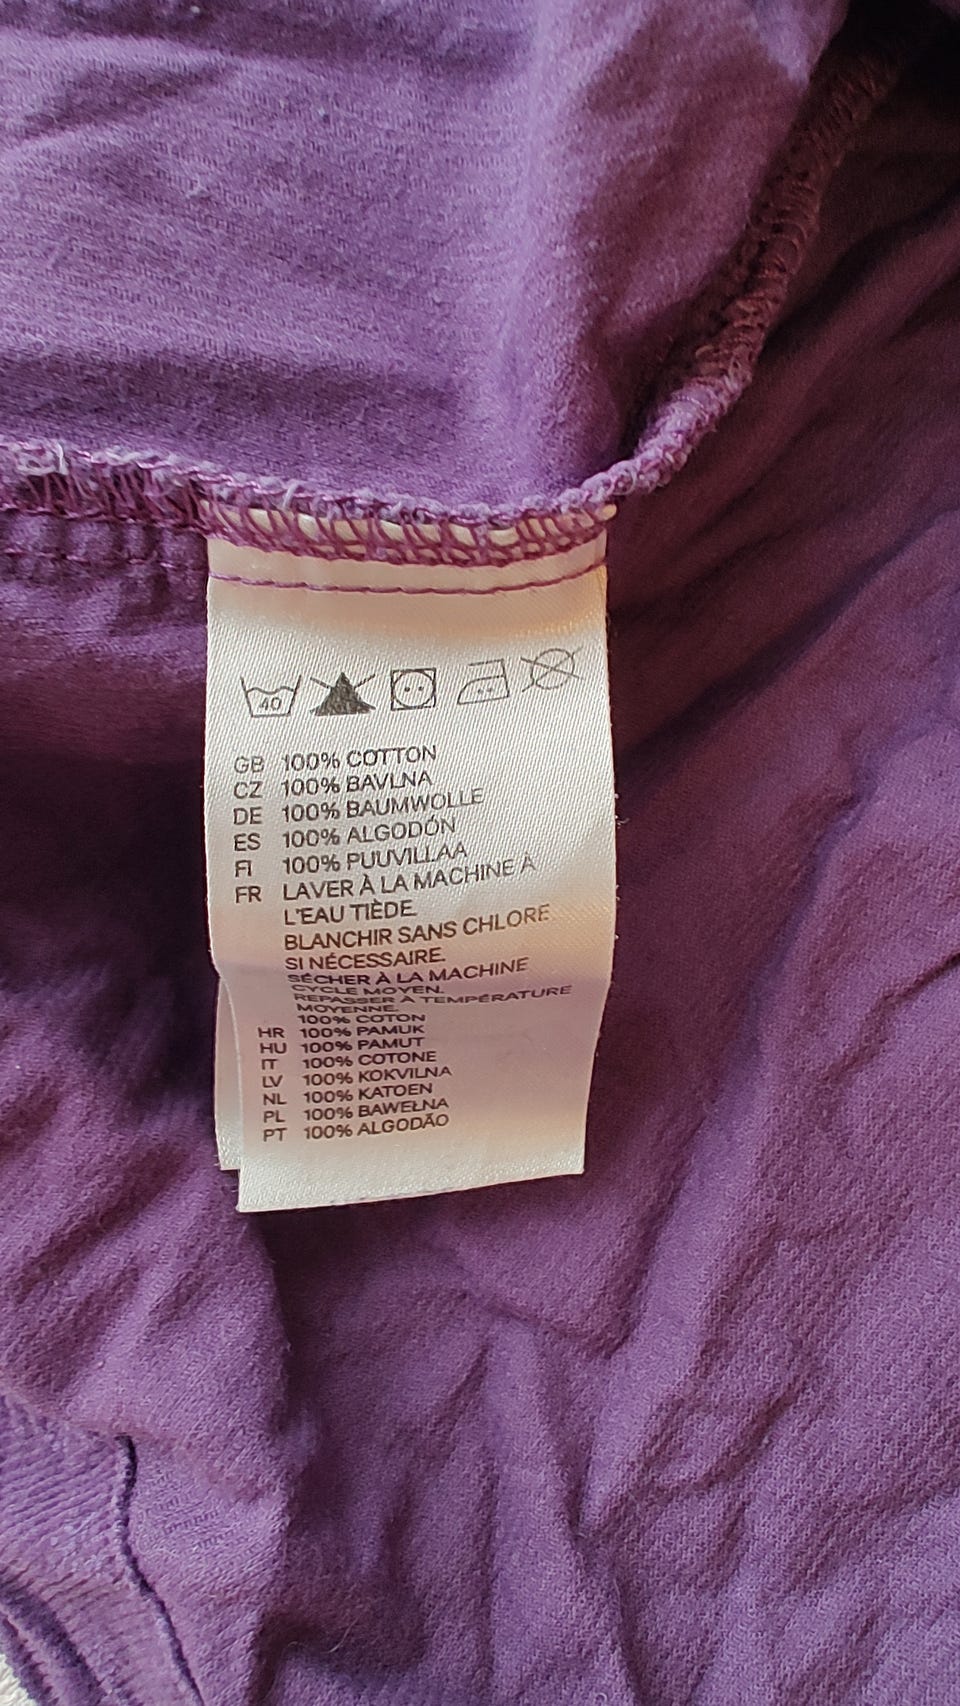 40
GB 100% COTTON
CZ 100% BAVLNA
DE 100% BAUMWOLLE
ES 100% ALGODÓN
FI 100% PUUVILLAA
FR LAVER À LA MACHINE À
L'EAU TIÈDE.
BLANCHIR SANS CHLORE
SI NÉCESSAIRE.
SÉCHER À LA MACHINE
CYCLE MOYEN.
REPASSER À TEMPÉRATURE
MOYENNE.
100% COTON
HR 100% PAMUK
HU 100% PAMUT
IT 100% COTONE
LV 100% KOKVILNA
NL 100% KATOEN
PL 100% BAWEŁNA
PT 100% ALGODÃO